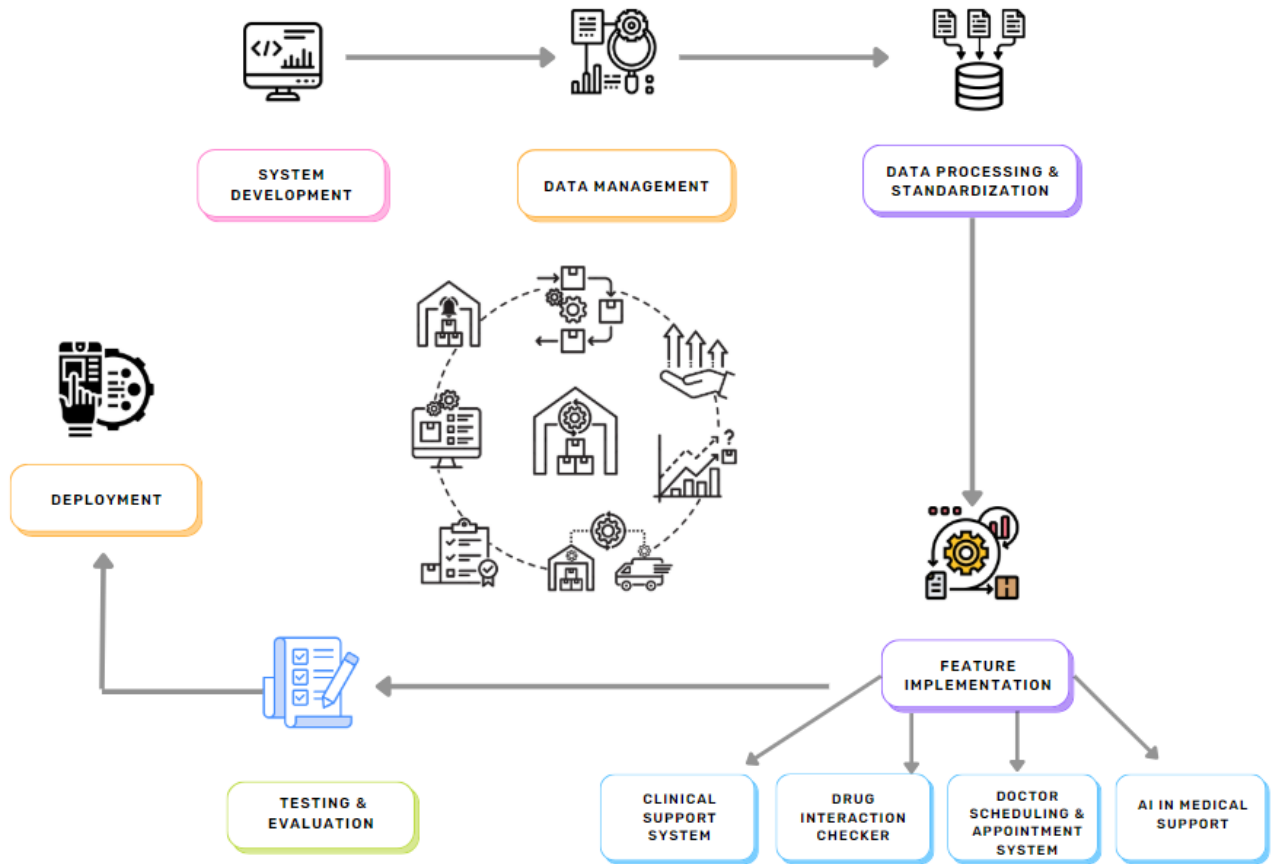 </>
SYSTEM
DEVELOPMENT
DATA MANAGEMENT
DATA PROCESSING &
STANDARDIZATION
?
DEPLOYMENT
FEATURE
IMPLEMENTATION
TESTING &
EVALUATION
CLINICAL
SUPPORT
SYSTEM
DRUG
INTERACTION
CHECKER
DOCTOR
SCHEDULING &
APPOINTMENT
SYSTEM
AI IN MEDICAL
SUPPORT